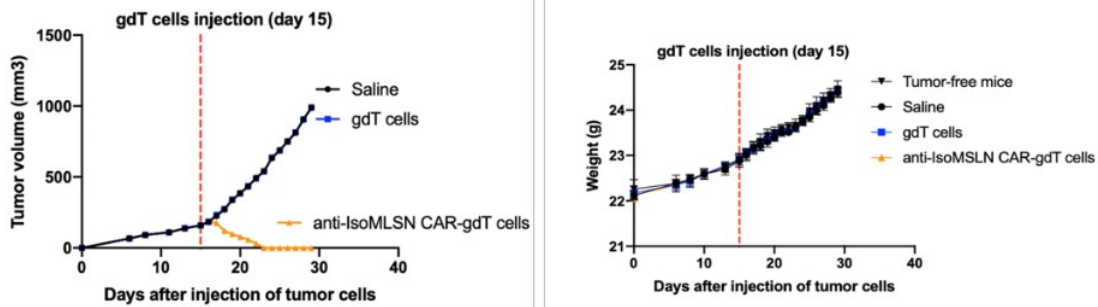 gdT cells injection (day 15)
1500
1000
500
0
Tumor volume (mm3)
Saline
gdT cells
anti-IsoMLSN CAR-gdT cells
0 10 20 30 40
Days after injection of tumor cells
gdT cells injection (day 15)
25
24
23
22
21
Weight (g)
Tumor-free mice
Saline
gdT cells
anti-IsoMSLN CAR-gdT cells
0 10 20 30 40
Days after injection of tumor cells